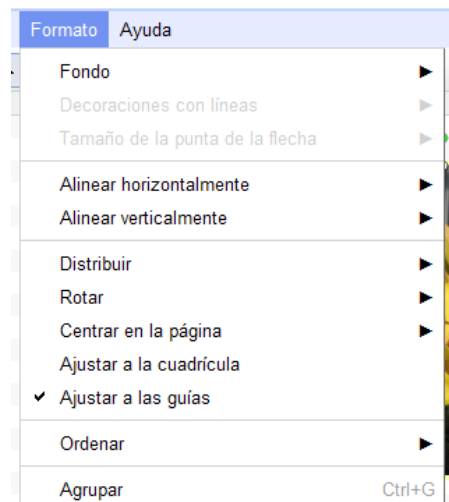 Formato Ayuda
Fondo
Decoraciones con líneas
Tamaño de la punta de la flecha
Alinear horizontalmente
Alinear verticalmente
Distribuir
Rotar
Centrar en la página
Ajustar a la cuadrícula
Ajustar a las guías
Ordenar
Agrupar Ctrl+G